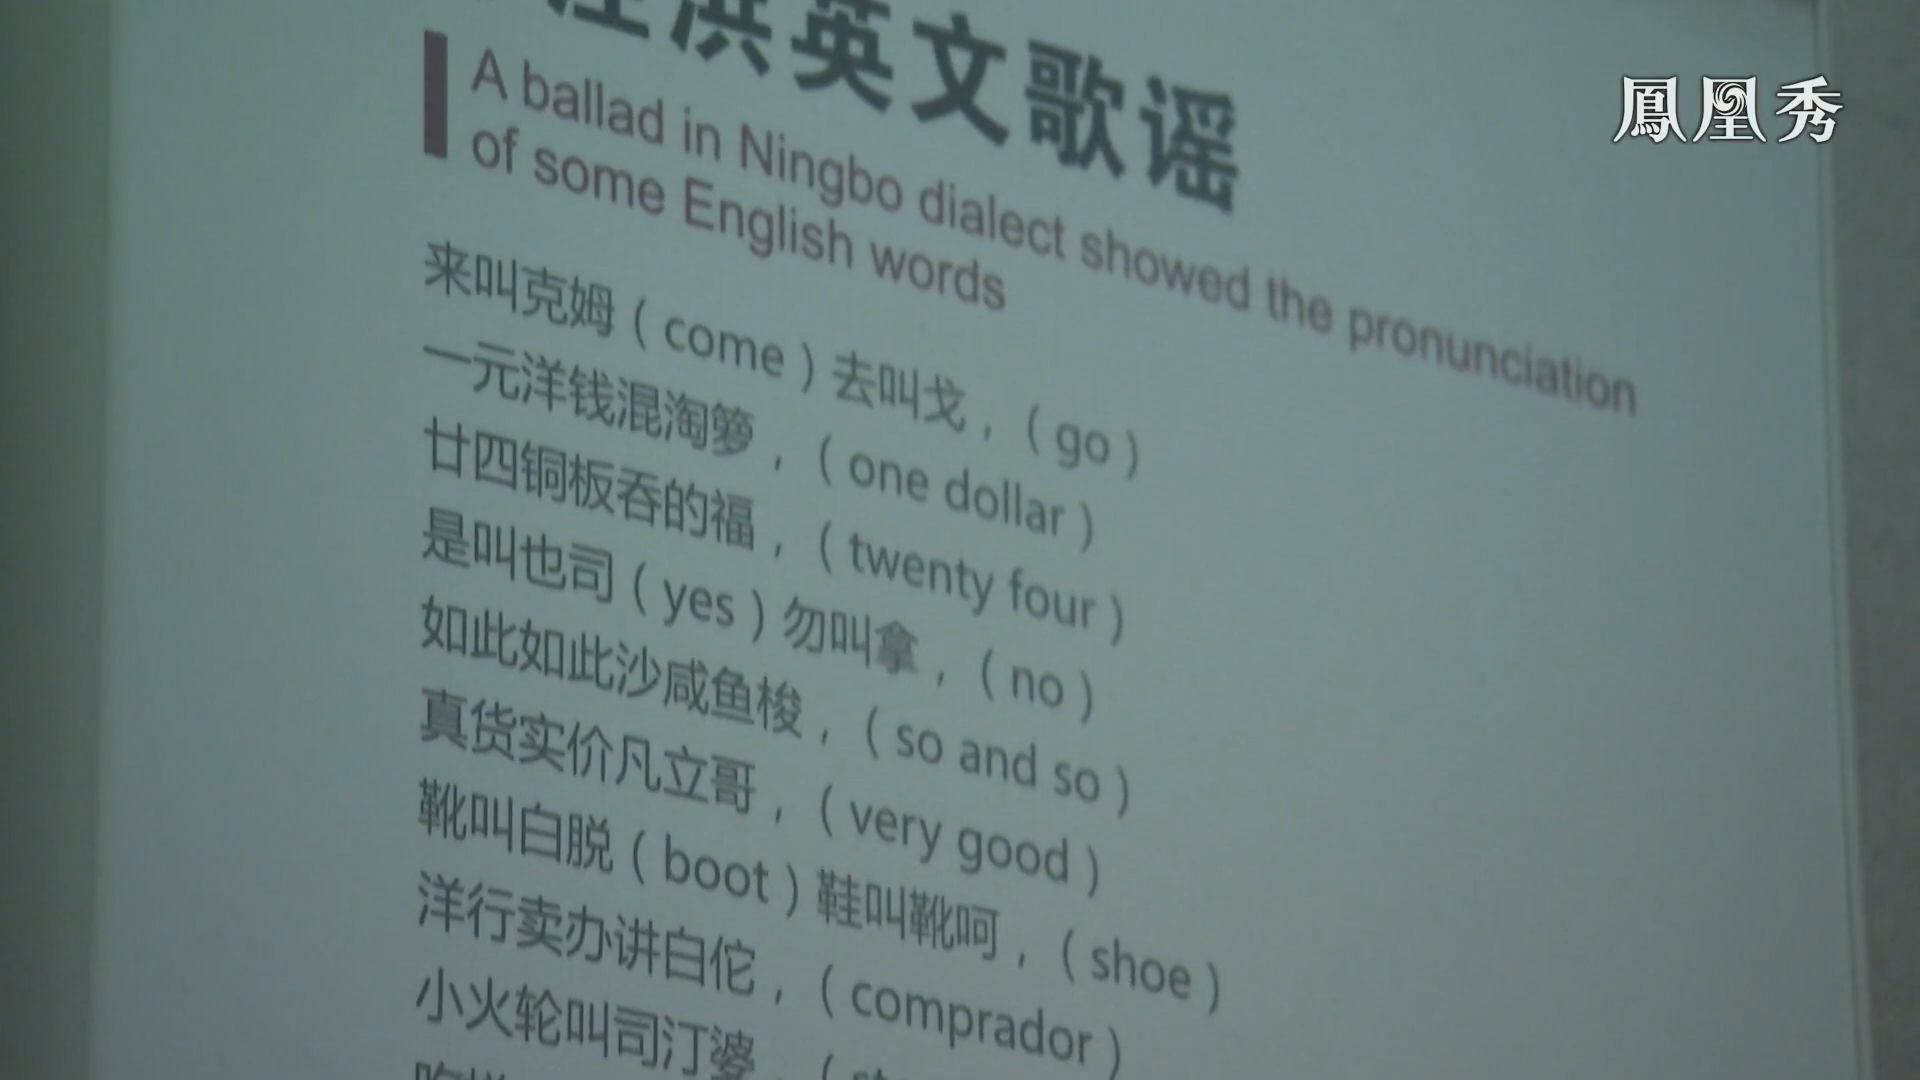 洪英文歌谣
鳳凰秀
A ballad in Ningbo dialect showed the pronunciation
of some English words
来叫克姆（come）去叫戈，（go）
一元洋钱混淘箩，（one dollar）
廿四铜板吞的福，（twenty four）
是叫也司（yes）勿叫拿，（no）
如此如此沙咸鱼梭，（so and so）
真货实价凡立哥，（very good）
靴叫白脱（boot）鞋叫靴呵，（shoe）
洋行卖办讲白佗，（comprador）
小火轮叫司汀婆，（st